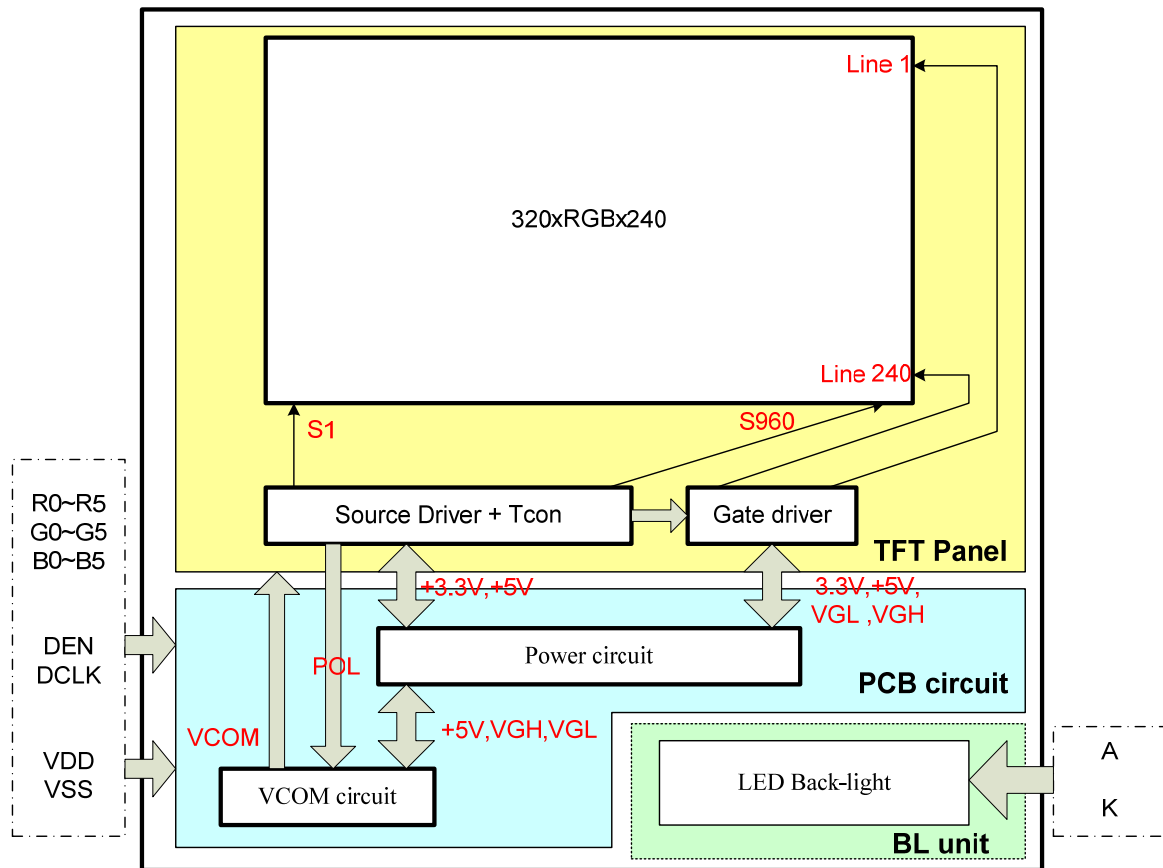 Line 1
320xRGBx240
Line 240
S1
S960
Source Driver + Tcon
Gate driver
TFT Panel
R0~R5
G0~G5
B0~B5
DEN
DCLK
VDD
VSS
+3.3V,+5V
3.3V,+5V,
VGL ,VGH
Power circuit
POL
PCB circuit
VCOM
+5V,VGH,VGL
VCOM circuit
LED Back-light
BL unit
A
K